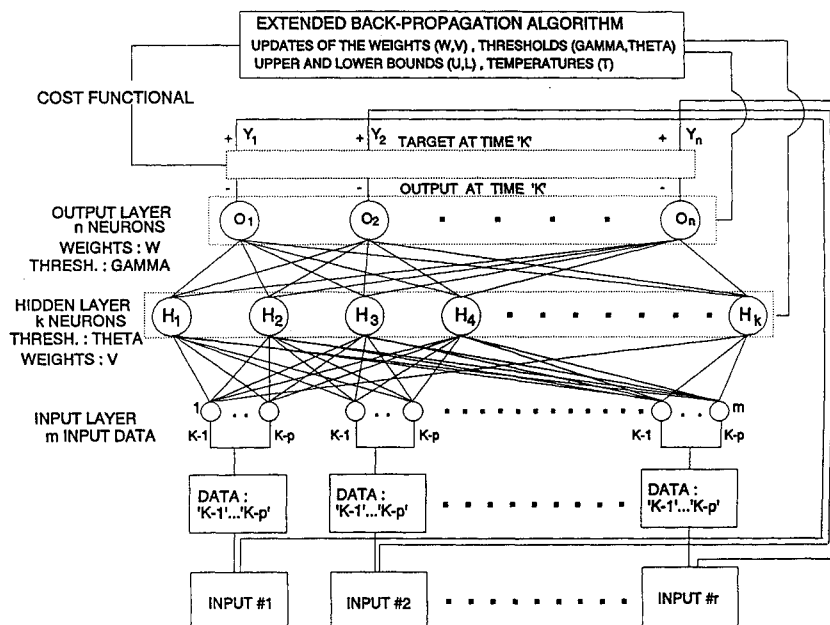 EXTENDED BACK-PROPAGATION ALGORITHM
UPDATES OF THE WEIGHTS (W,V) , THRESHOLDS (GAMMA,THETA)
UPPER AND LOWER BOUNDS (U,L) , TEMPERATURES (T)
COST FUNCTIONAL
+ Y1 + Y2 TARGET AT TIME 'K' + Yn
- - OUTPUT AT TIME 'K' -
OUTPUT LAYER
n NEURONS
WEIGHTS : W
THRESH. : GAMMA
O1 O2 On
HIDDEN LAYER
k NEURONS
THRESH. : THETA
WEIGHTS : V
H1 H2 H3 H4 Hk
INPUT LAYER
m INPUT DATA
1 m
K-1 K-p K-1 K-p K-1 K-p
DATA :
'K-1'...'K-p'
DATA :
'K-1'...'K-p'
DATA :
'K-1'...'K-p'
INPUT #1 INPUT #2 INPUT #r